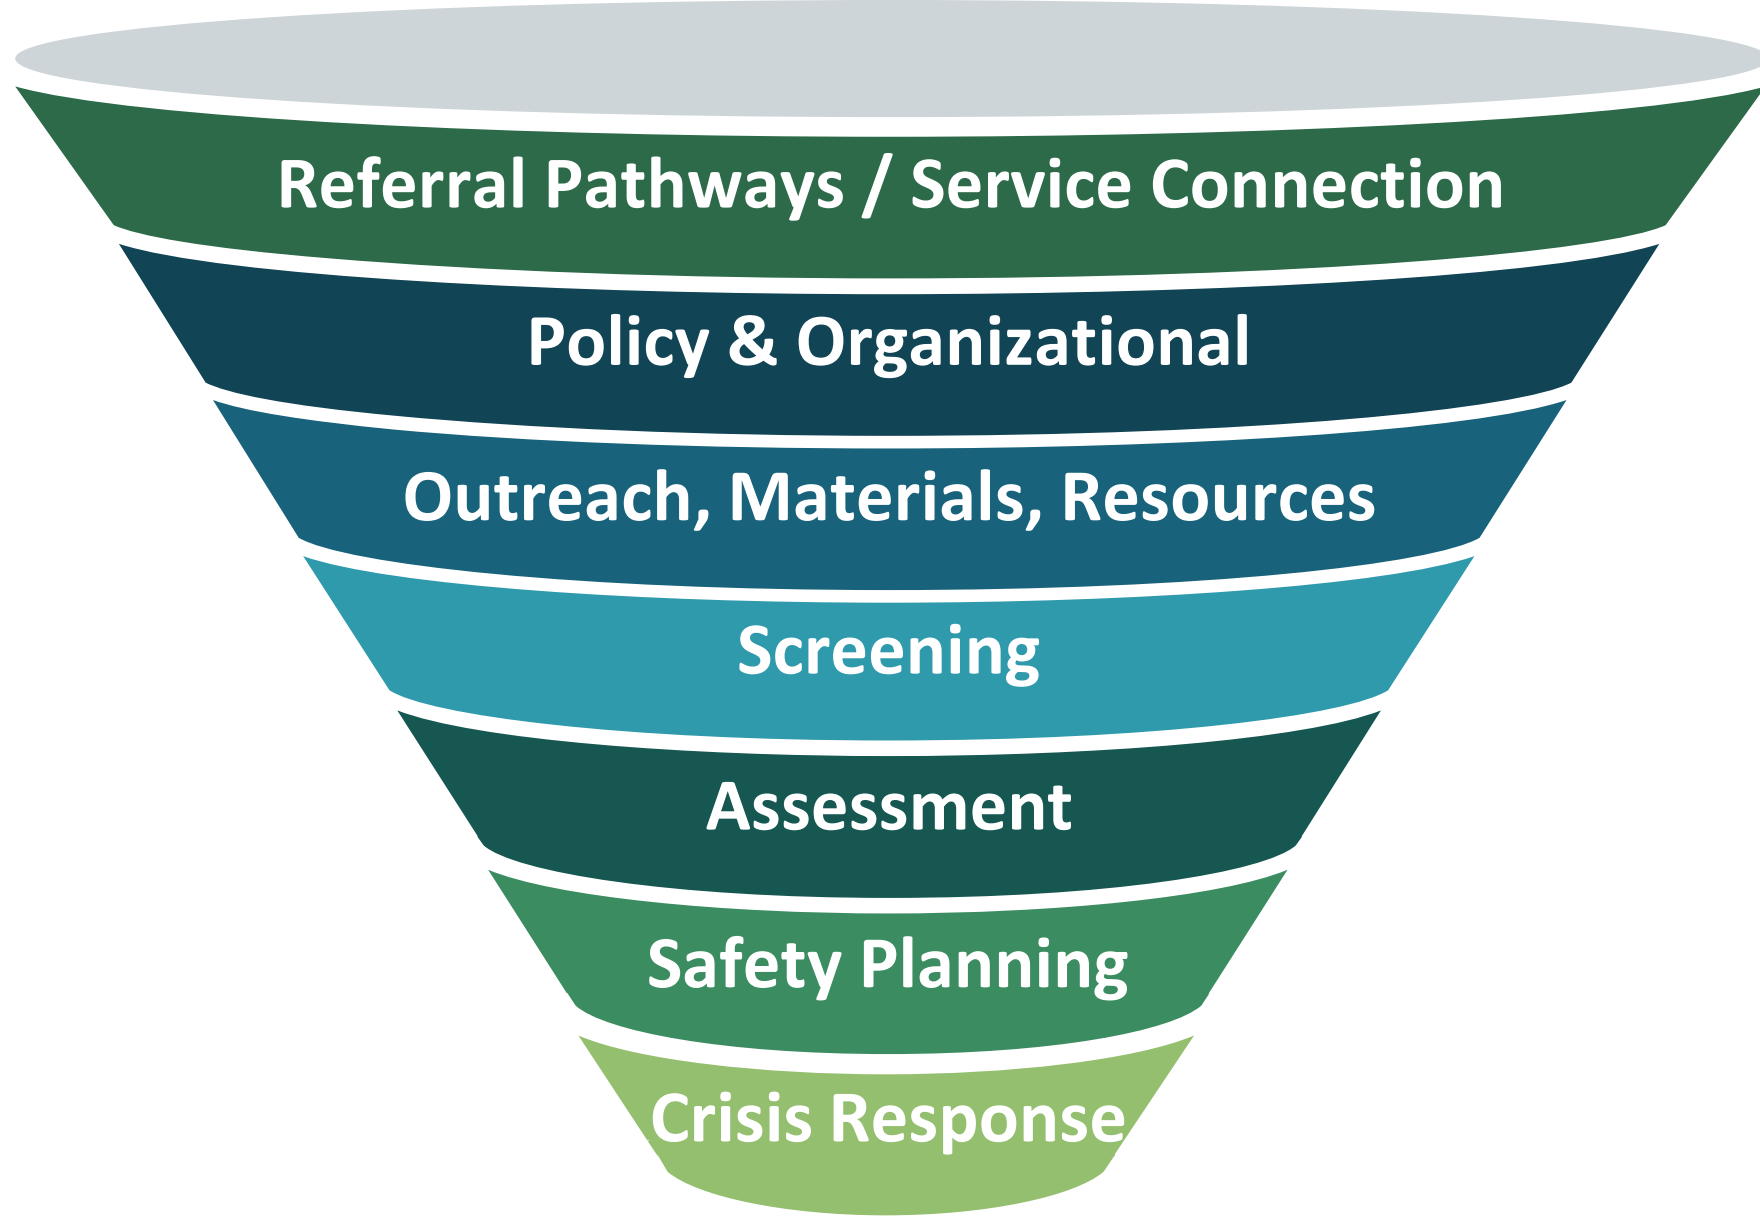 Referral Pathways / Service Connection
Policy & Organizational
Outreach, Materials, Resources
Screening
Assessment
Safety Planning
Crisis Response